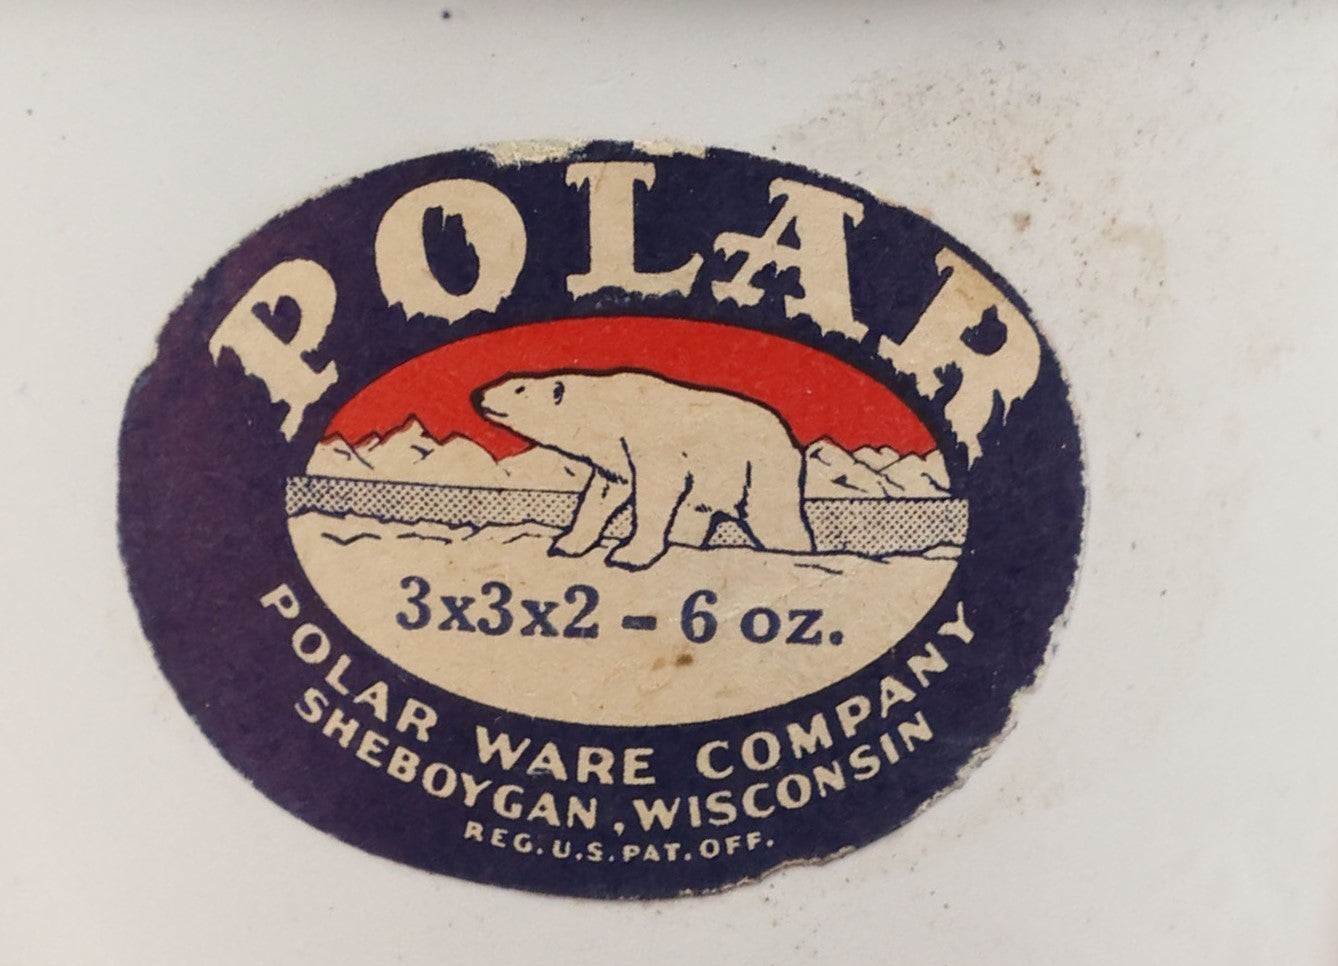 POLAR
3x3x2 - 6 oz.
POLAR WARE COMPANY
SHEBOYGAN, WISCONSIN
REG. U.S. PAT. OFF.